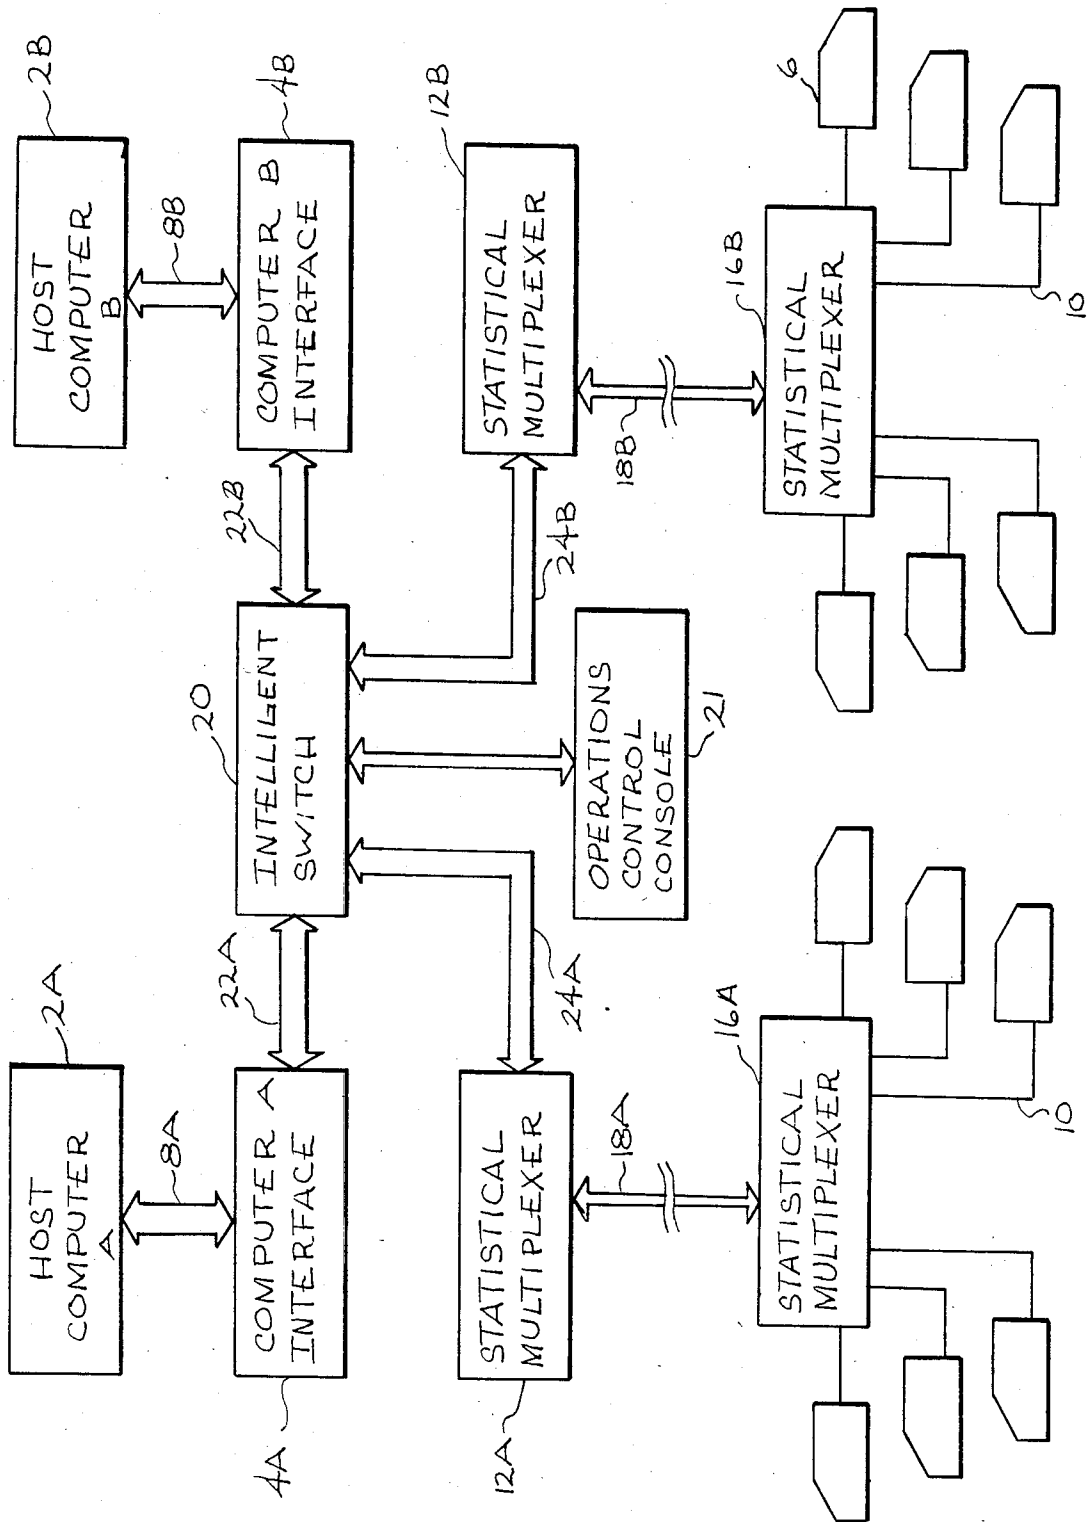 2A
HOST
COMPUTER
A
8A
COMPUTER A
INTERFACE
4A
22A
20
INTELLIGENT
SWITCH
22B
2B
HOST
COMPUTER
B
8B
4B
COMPUTER B
INTERFACE
12A
STATISTICAL
MULTIPLEXER
24A
OPERATIONS
CONTROL
CONSOLE
21
24B
12B
STATISTICAL
MULTIPLEXER
18A
18B
16A
STATISTICAL
MULTIPLEXER
10
16B
STATISTICAL
MULTIPLEXER
6
10